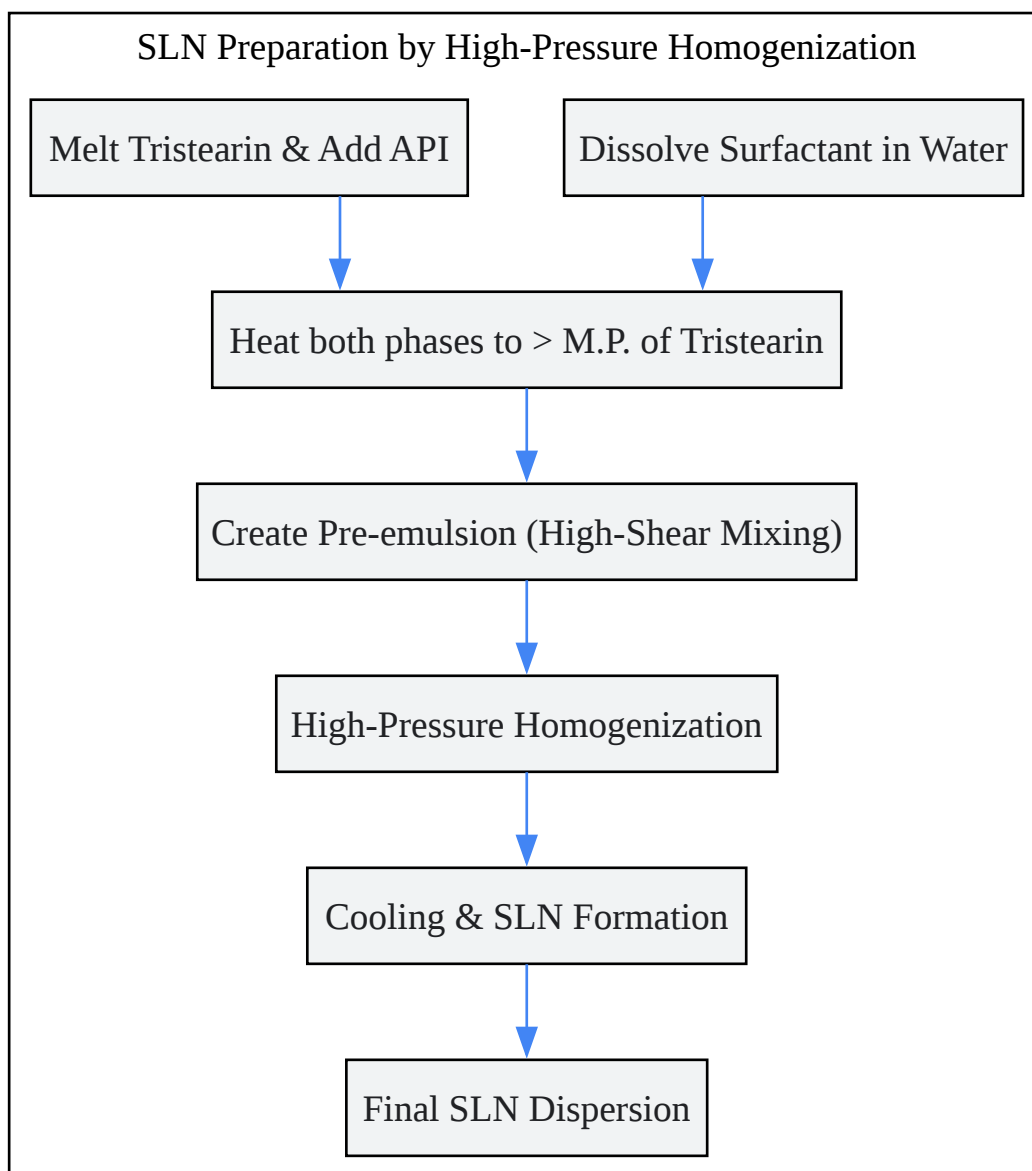 SLN Preparation by High-Pressure Homogenization
Melt Tristearin & Add API
Dissolve Surfactant in Water
Heat both phases to > M.P. of Tristearin
Create Pre-emulsion (High-Shear Mixing)
High-Pressure Homogenization
Cooling & SLN Formation
Final SLN Dispersion